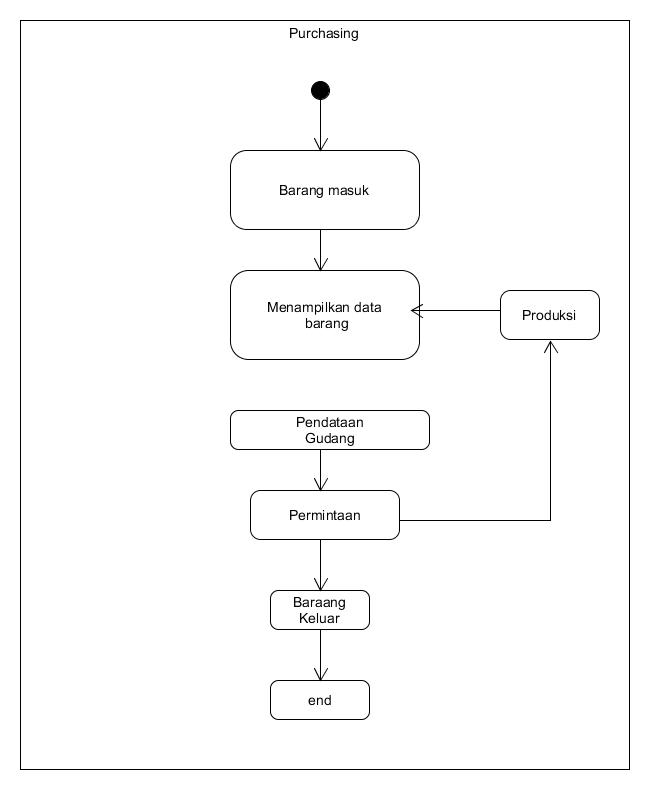 Purchasing
Barang masuk
Menampilkan data
barang
Produksi
Pendataan
Gudang
Permintaan
Baraang
Keluar
end